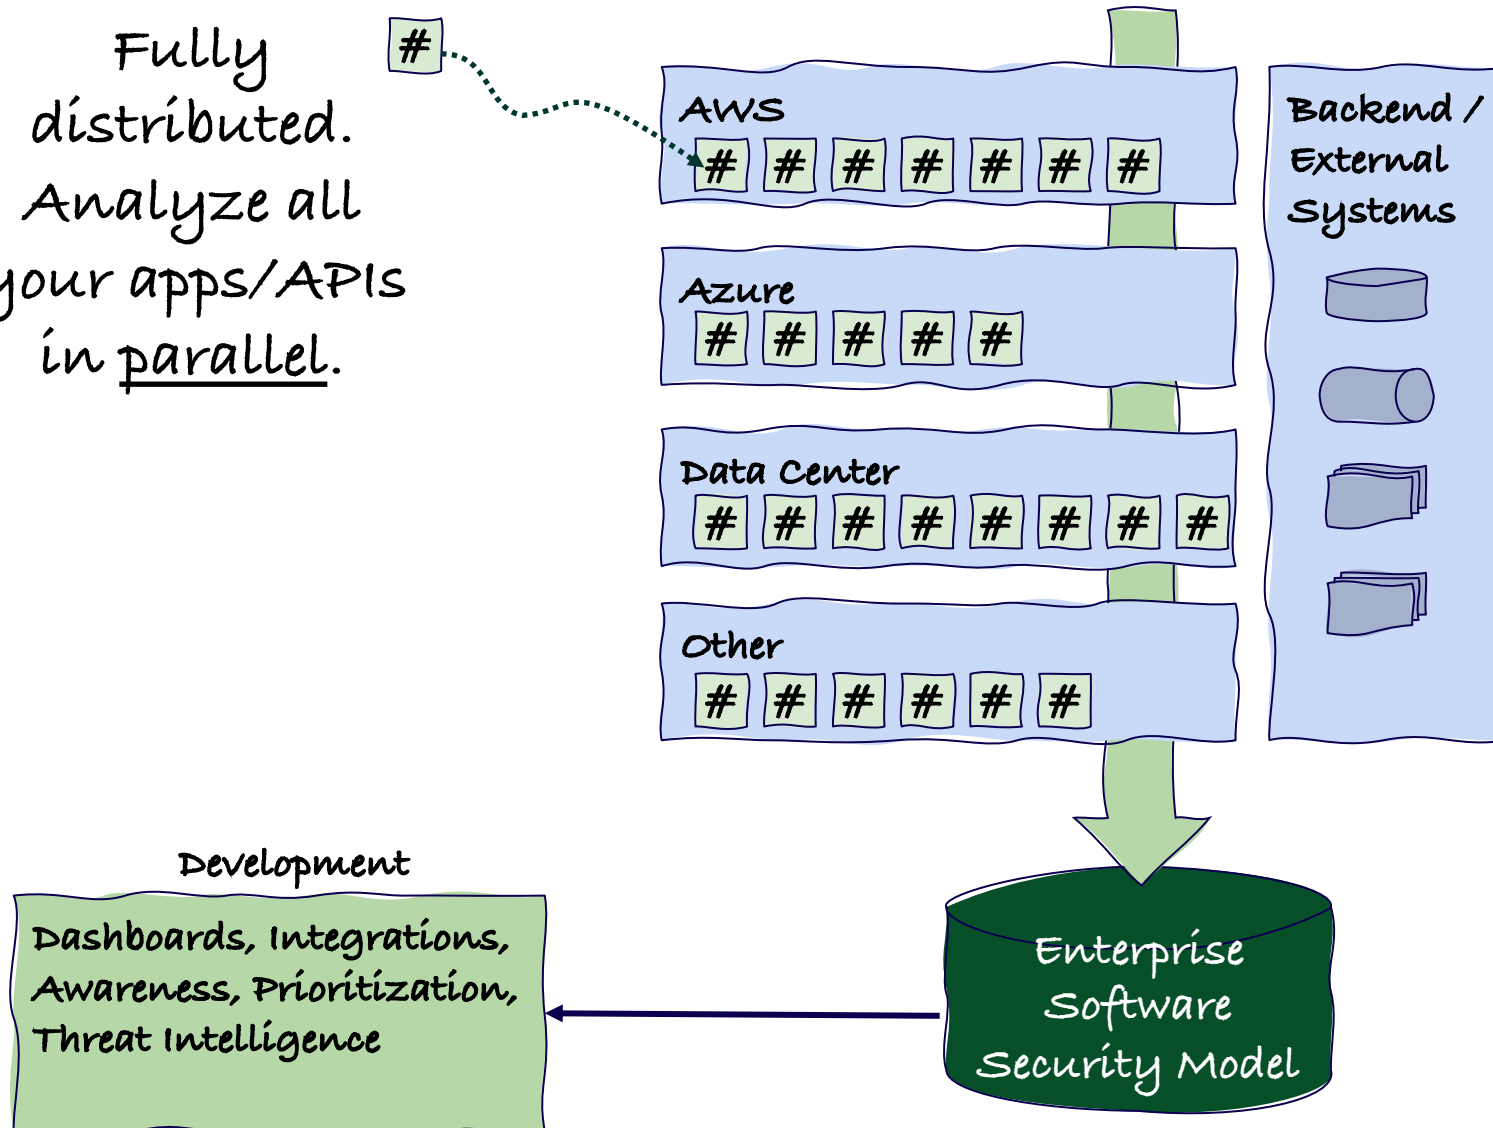 Fully
distributed.
Analyze all
your apps/APIs
in parallel.
#
AWS
# # # # # # #
Azure
# # # # #
Data Center
# # # # # # # #
Other
# # # # # #
Backend /
External
Systems
Development
Dashboards, Integrations,
Awareness, Prioritization,
Threat Intelligence
Enterprise
Software
Security Model